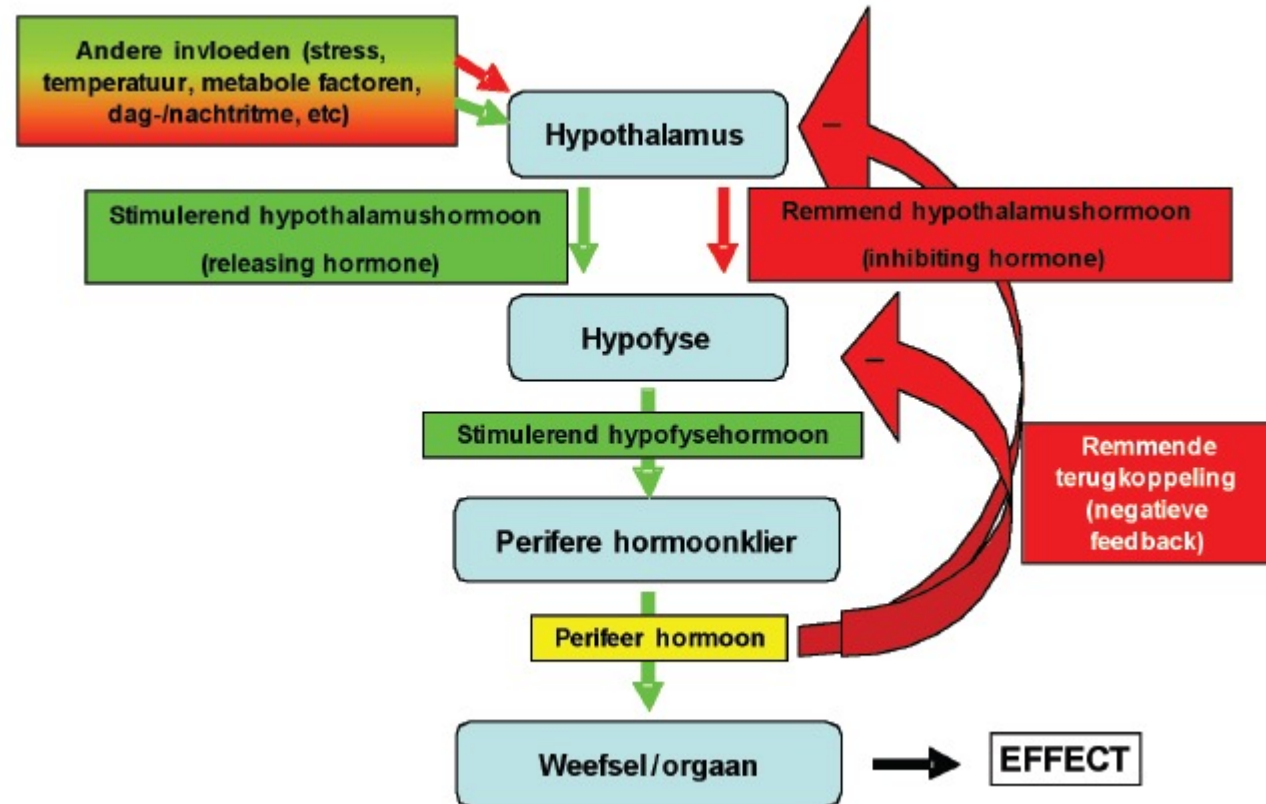 Andere invloeden (stress,
temperatuur, metabole factoren,
dag-/nachtritme, etc)
Hypothalamus
Stimulerend hypothalamushormoon
(releasing hormone)
Remmend hypothalamushormoon
(inhibiting hormone)
–
Hypofyse
–
Stimulerend hypofysehormoon
Remmende
terugkoppeling
(negatieve
feedback)
Perifere hormoonklier
Perifeer hormoon
Weefsel/orgaan
EFFECT